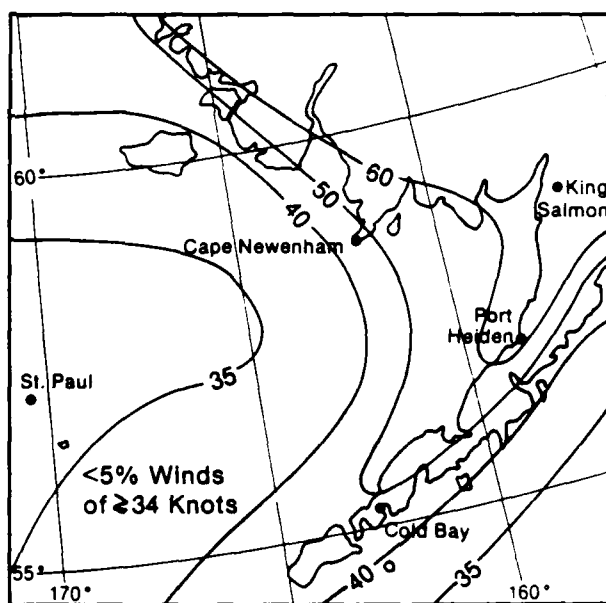 60
60°
50
40
King
Salmon
Cape Newenham
Port
Heiden
35
St. Paul
<5% Winds
of ≥34 Knots
Cold Bay
55°
170°
40
35
160°